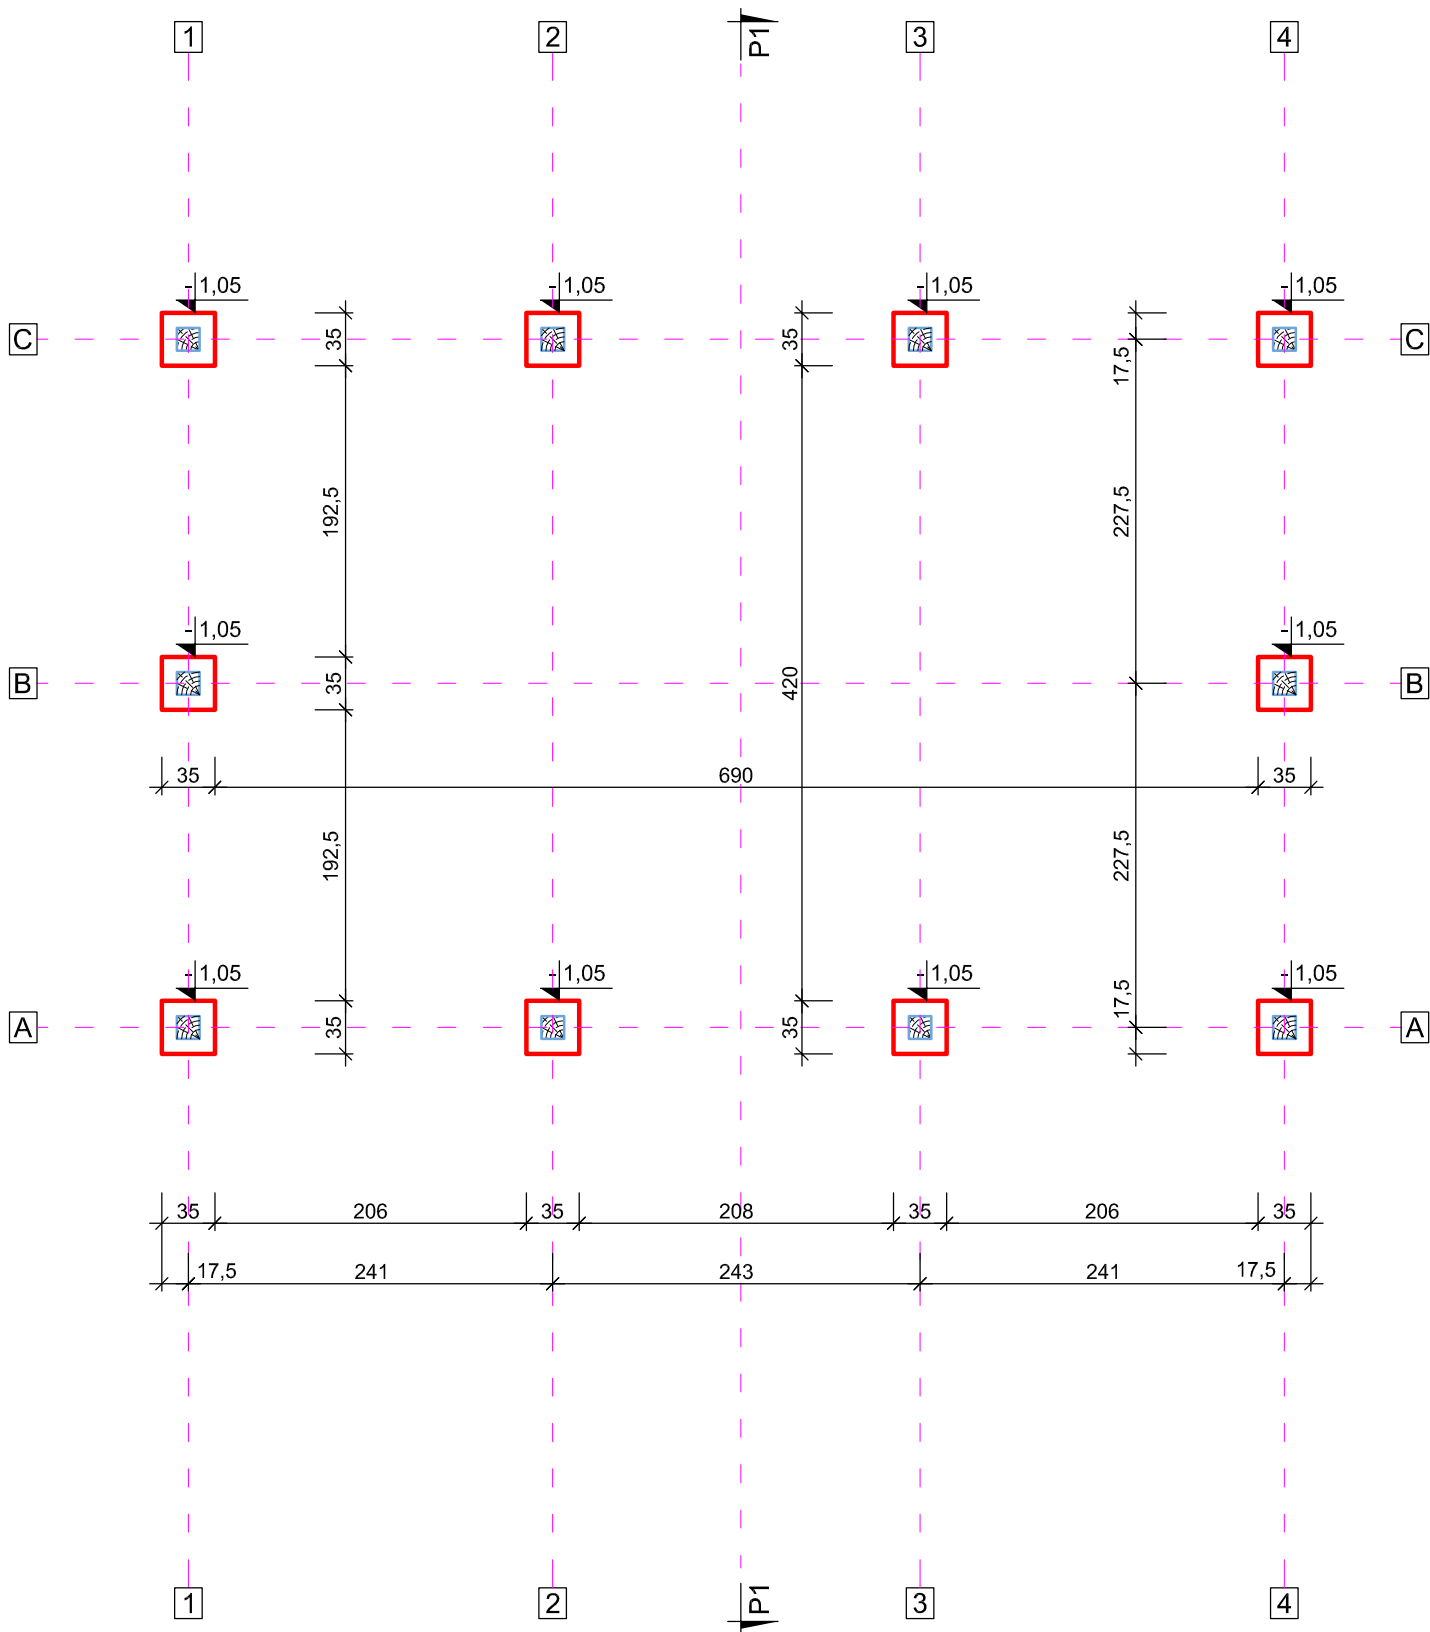 1 2 P1 3 4
-1,05 -1,05 -1,05 -1,05
C 35 35 17,5 C
192,5 227,5
-1,05 -1,05
B 35 420 B
35 690 35
192,5 227,5
-1,05 -1,05 -1,05 -1,05
A 35 35 17,5 A
35 206 35 208 35 206 35
17,5 241 243 241 17,5
1 2 P1 3 4